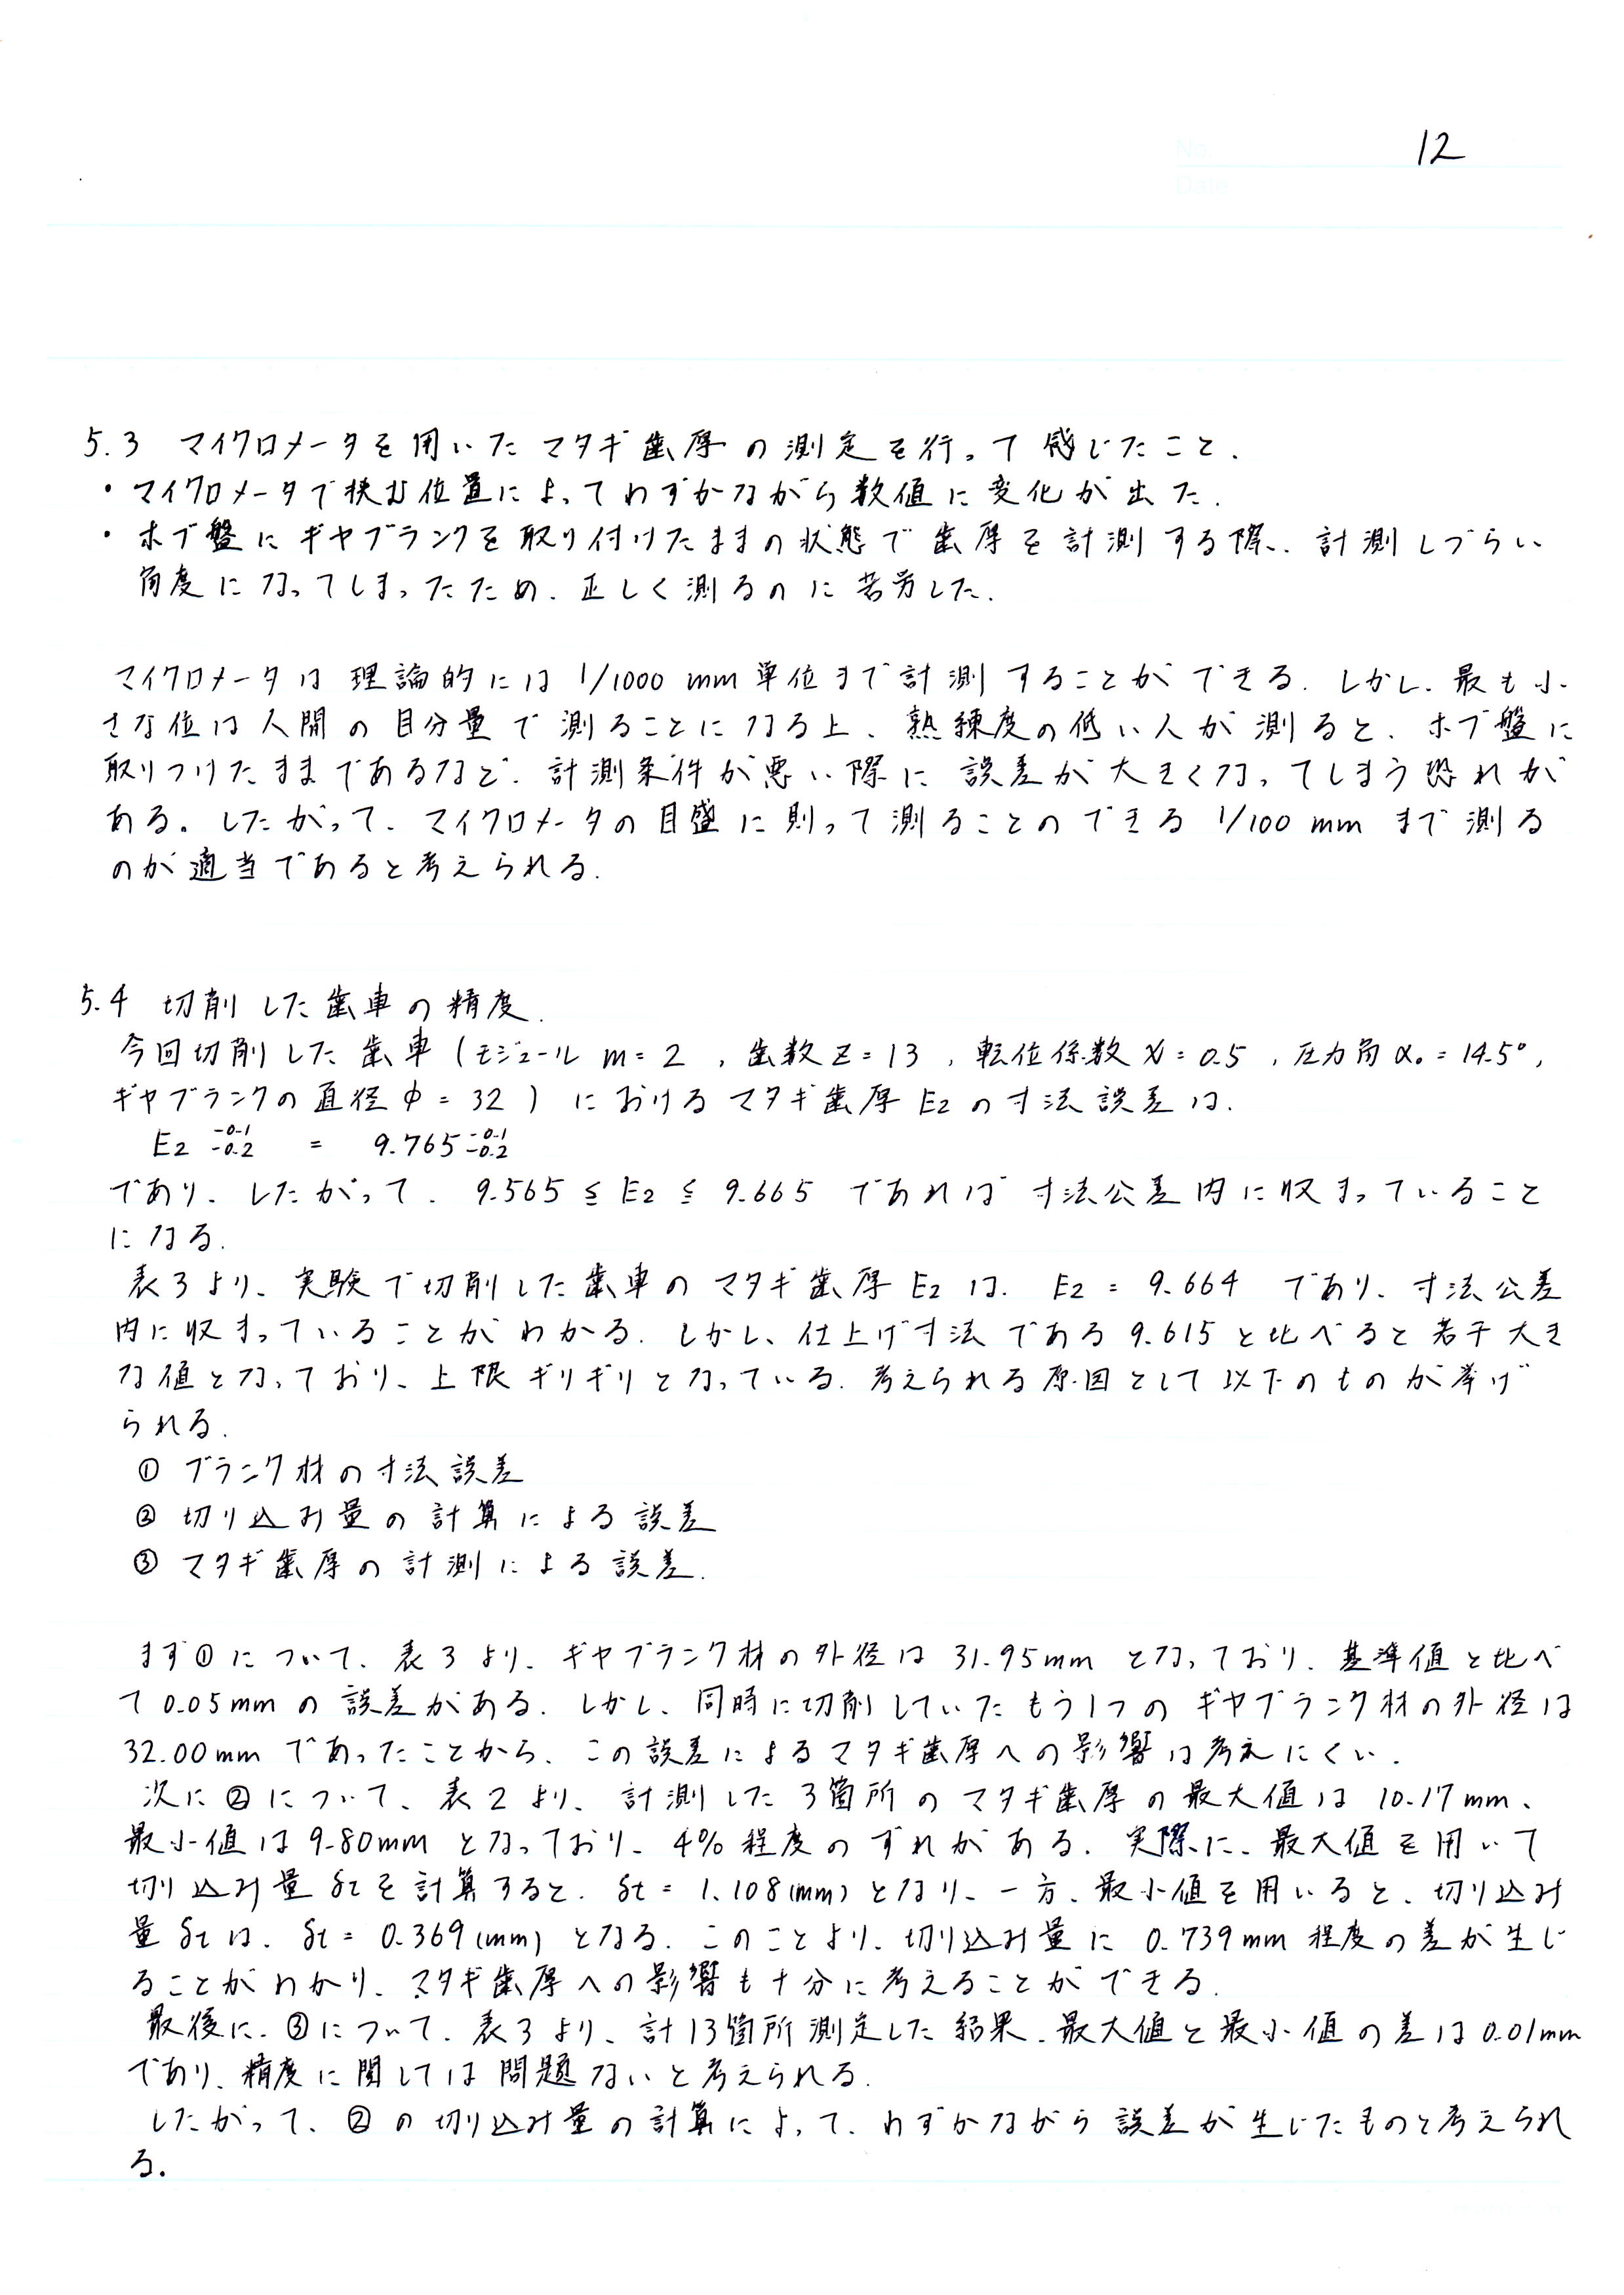 12
5.3 マイクロメータを用いたマタギ歯厚の測定を行って感じたこと.
・マイクロメータで挟む位置によってわずかながら数値に変化が出た.
・ホブ盤にギヤブランクを取り付けたままの状態で歯厚を計測する際、計測しづらい
角度になってしまったため、正しく測るのに苦労した.
マイクロメータは理論的には 1/1000 mm 単位まで計測することができる. しかし、最も小
さな位は人間の目分量で測ることになる上、熟練度の低い人が測ると、ホブ盤に
取りつけたままであるなど、計測条件が悪い際に誤差が大きくなってしまう恐れが
ある. したがって、マイクロメータの目盛に則って測ることのできる 1/100 mm まで測る
のが適当であると考えられる.
5.4 切削した歯車の精度.
今回切削した歯車 (モジュール m = 2 , 歯数 z = 13 , 転位係数 x = 0.5 , 圧力角 α₀ = 14.5°,
ギヤブランクの直径 φ = 32 ) におけるマタギ歯厚 E2 の寸法誤差は、
E2 -0.1 -0.2 = 9.765 -0.1 -0.2
であり、したがって、9.565 ≦ E2 ≦ 9.665 であれば寸法公差内に収まっていること
になる.
表3より、実験で切削した歯車のマタギ歯厚 E2 は、E2 = 9.664 であり、寸法公差
内に収まっていることがわかる. しかし、仕上げ寸法である 9.615 と比べると若干大き
な値となっており、上限ギリギリとなっている. 考えられる原因として以下のものが挙げ
られる.
① ブランク材の寸法誤差
② 切り込み量の計算による誤差
③ マタギ歯厚の計測による誤差.
まず①について、表3より、ギヤブランク材の外径は 31.95mm となっており、基準値と比べ
て 0.05mm の誤差がある. しかし、同時に切削していたもう1つのギヤブランク材の外径は
32.00mm であったことから、この誤差によるマタギ歯厚への影響は考えにくい.
次に②について、表2より、計測した3箇所のマタギ歯厚の最大値は 10.17mm、
最小値は 9.80mm となっており、4% 程度のずれがある. 実際に、最大値を用いて
切り込み量 δt を計算すると、δt = 1.108(mm) となり、一方、最小値を用いると、切り込み
量 δt は、δt = 0.369(mm) となる. このことより、切り込み量に 0.739mm 程度の差が生じ
ることがわかり、マタギ歯厚への影響も十分に考えることができる.
最後に、③について、表3より、計13箇所測定した結果、最大値と最小値の差は 0.01mm
であり、精度に関しては問題ないと考えられる.
したがって、②の切り込み量の計算によって、わずかながら誤差が生じたものと考えられ
る.